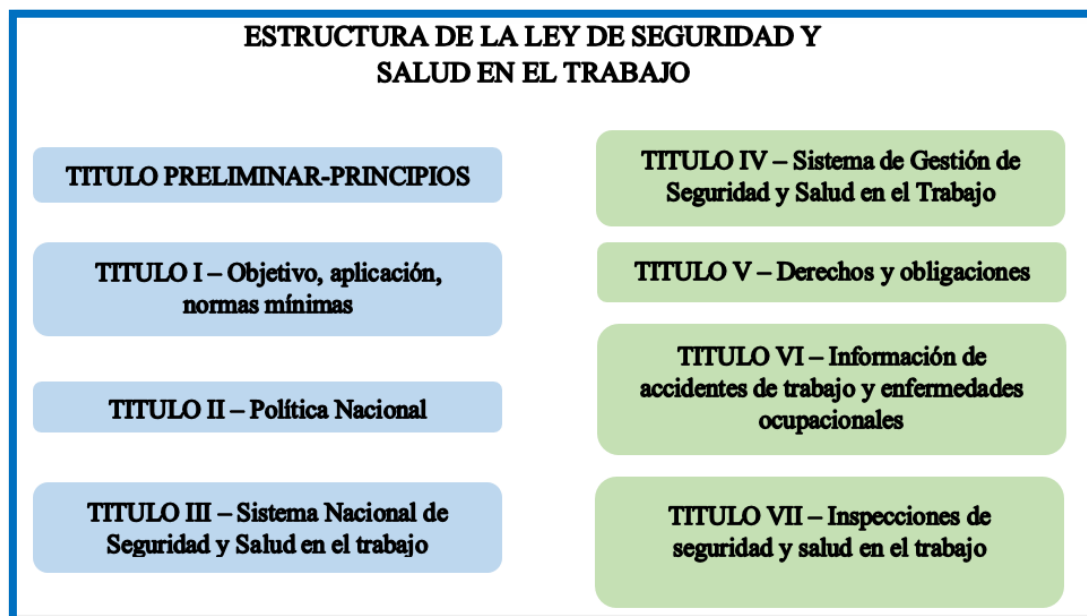 ESTRUCTURA DE LA LEY DE SEGURIDAD Y
SALUD EN EL TRABAJO
TITULO PRELIMINAR-PRINCIPIOS
TITULO I – Objetivo, aplicación,
normas mínimas
TITULO II – Política Nacional
TITULO III – Sistema Nacional de
Seguridad y Salud en el trabajo
TITULO IV – Sistema de Gestión de
Seguridad y Salud en el Trabajo
TITULO V – Derechos y obligaciones
TITULO VI – Información de
accidentes de trabajo y enfermedades
ocupacionales
TITULO VII – Inspecciones de
seguridad y salud en el trabajo